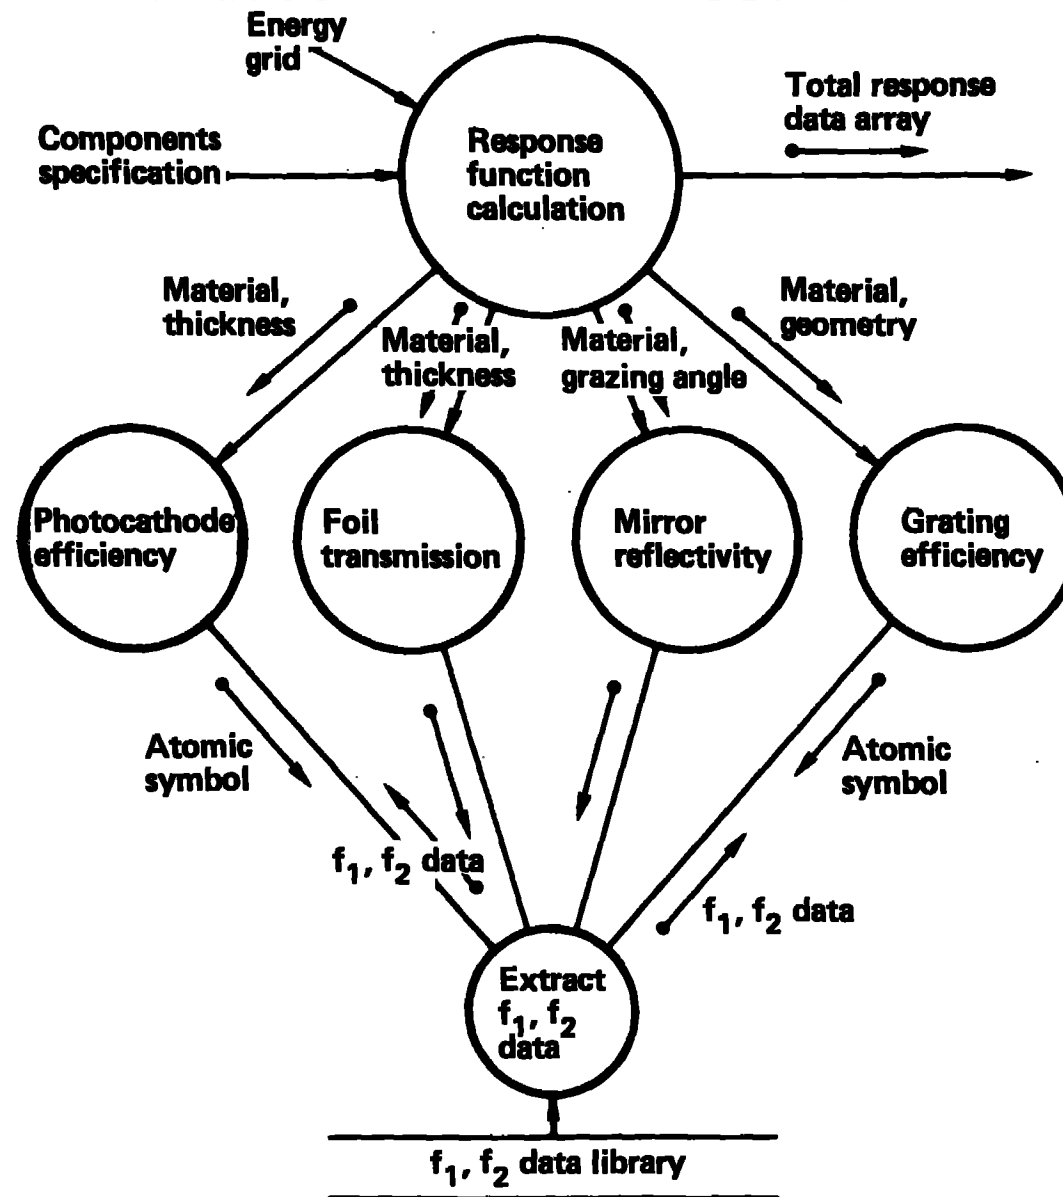 Energy
grid
Total response
data array
Components
specification
Response
function
calculation
Material,
thickness
Material,
thickness
Material,
grazing angle
Material,
geometry
Photocathode
efficiency
Foil
transmission
Mirror
reflectivity
Grating
efficiency
Atomic
symbol
Atomic
symbol
f₁, f₂ data
f₁, f₂ data
Extract
f₁, f₂
data
f₁, f₂ data library